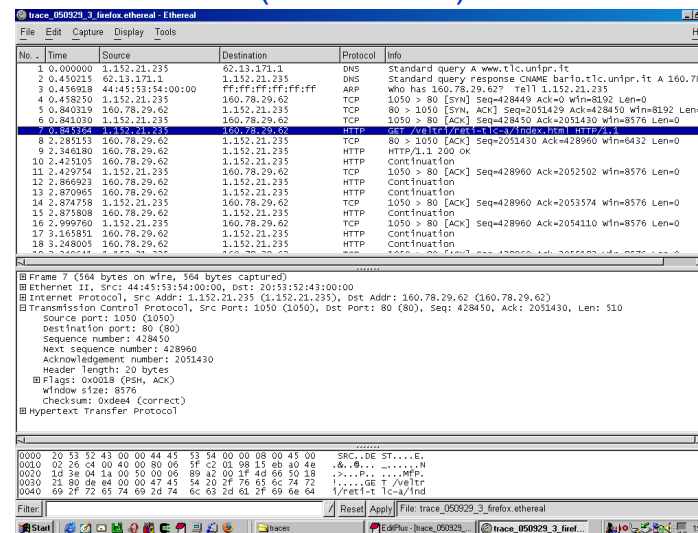 trace_050929_3_firefox.ethereal - Ethereal
File Edit Capture Display Tools
No. . Time Source Destination Protocol Info
1 0.000000 1.152.21.235 62.13.171.1 DNS Standard query A www.tlc.unipr.it
2 0.450215 62.13.171.1 1.152.21.235 DNS Standard query response CNAME bario.tlc.unipr.it A 160.78
3 0.456918 44:45:53:54:00:00 ff:ff:ff:ff:ff:ff ARP Who has 160.78.29.62? Tell 1.152.21.235
4 0.458250 1.152.21.235 160.78.29.62 TCP 1050 > 80 [SYN] Seq=428449 Ack=0 Win=8192 Len=0
5 0.840319 160.78.29.62 1.152.21.235 TCP 80 > 1050 [SYN, ACK] Seq=2051429 Ack=428450 Win=8192 Len=
6 0.841030 1.152.21.235 160.78.29.62 TCP 1050 > 80 [ACK] Seq=428450 Ack=2051430 Win=8576 Len=0
7 0.845364 1.152.21.235 160.78.29.62 HTTP GET /veltri/reti-tlc-a/index.html HTTP/1.1
8 2.285153 160.78.29.62 1.152.21.235 TCP 80 > 1050 [ACK] Seq=2051430 Ack=428960 Win=6432 Len=0
9 2.346180 160.78.29.62 1.152.21.235 HTTP HTTP/1.1 200 OK
10 2.425105 160.78.29.62 1.152.21.235 HTTP Continuation
11 2.429754 1.152.21.235 160.78.29.62 TCP 1050 > 80 [ACK] Seq=428960 Ack=2052502 Win=8576 Len=0
12 2.866923 160.78.29.62 1.152.21.235 HTTP Continuation
13 2.870965 160.78.29.62 1.152.21.235 HTTP Continuation
14 2.874758 1.152.21.235 160.78.29.62 TCP 1050 > 80 [ACK] Seq=428960 Ack=2053574 Win=8576 Len=0
15 2.875808 160.78.29.62 1.152.21.235 HTTP Continuation
16 2.999760 1.152.21.235 160.78.29.62 TCP 1050 > 80 [ACK] Seq=428960 Ack=2054110 Win=8576 Len=0
17 3.165851 160.78.29.62 1.152.21.235 HTTP Continuation
18 3.248005 160.78.29.62 1.152.21.235 HTTP Continuation
Frame 7 (564 bytes on wire, 564 bytes captured)
Ethernet II, Src: 44:45:53:54:00:00, Dst: 20:53:52:43:00:00
Internet Protocol, Src Addr: 1.152.21.235 (1.152.21.235), Dst Addr: 160.78.29.62 (160.78.29.62)
Transmission Control Protocol, Src Port: 1050 (1050), Dst Port: 80 (80), Seq: 428450, Ack: 2051430, Len: 510
Source port: 1050 (1050)
Destination port: 80 (80)
Sequence number: 428450
Next sequence number: 428960
Acknowledgement number: 2051430
Header length: 20 bytes
Flags: 0x0018 (PSH, ACK)
Window size: 8576
Checksum: 0xdee4 (correct)
Hypertext Transfer Protocol
0000 20 53 52 43 00 00 44 45 53 54 00 00 08 00 45 00 SRC..DE ST....E.
0010 02 26 c4 00 40 00 80 06 5f c2 01 98 15 eb a0 4e .&..@... _......N
0020 1d 3e 04 1a 00 50 00 06 89 a2 00 1f 4d 66 50 18 .>...P.. ....MfP.
0030 21 80 de e4 00 00 47 45 54 20 2f 76 65 6c 74 72 !.....GE T /veltr
0040 69 2f 72 65 74 69 2d 74 6c 63 2d 61 2f 69 6e 64 i/reti-t lc-a/ind
Filter: / Reset Apply File: trace_050929_3_firefox.ethereal
Start traces EditPlus - [trace_050929_... trace_050929_3_firef...